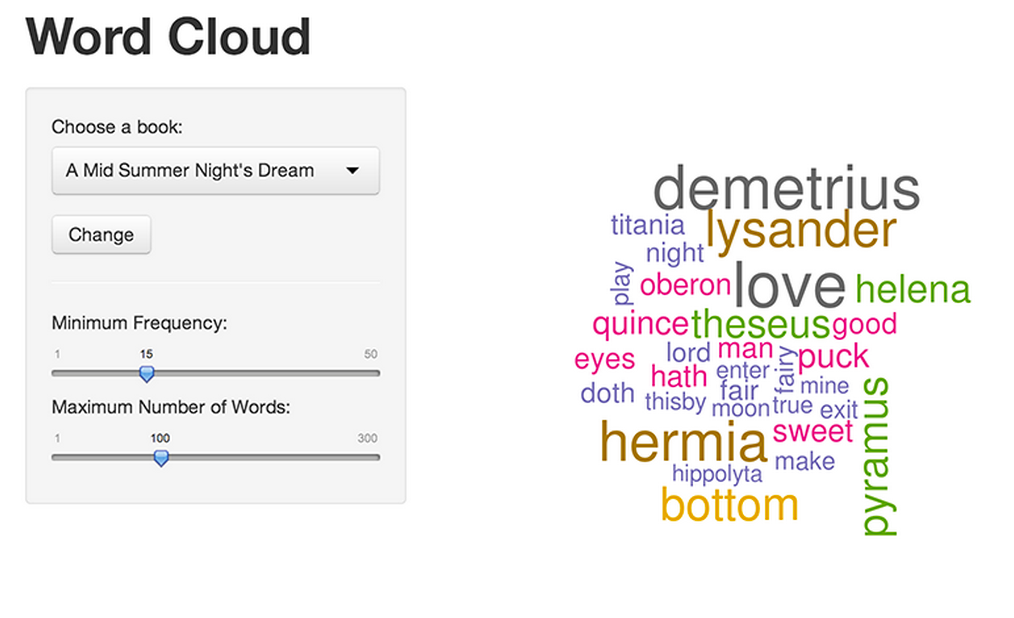 Word Cloud
Choose a book:
A Mid Summer Night's Dream
Change
Minimum Frequency:
1 15 50
Maximum Number of Words:
1 100 300
demetrius
titania lysander
night
play oberon love helena
quince theseus good
eyes lord man fairy puck
hath enter
doth fair mine
thisby moon true exit
hermia sweet pyramus
make
hippolyta
bottom